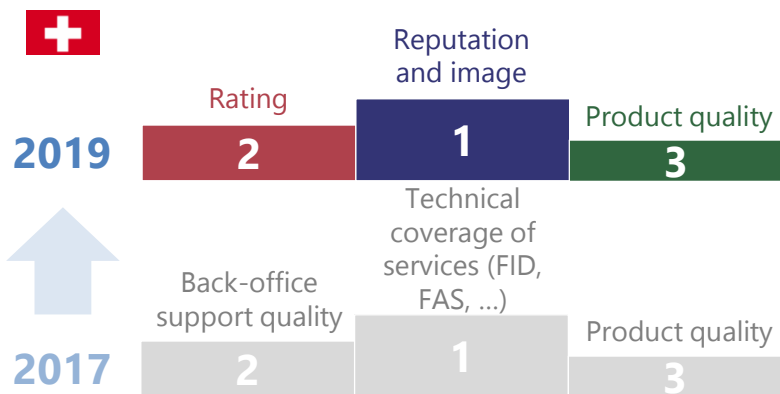 Reputation
and image
Rating
Product quality
2019
2
1
3
Technical
coverage of
services (FID,
FAS, ...)
Back-office
support quality
Product quality
2017
2
1
3